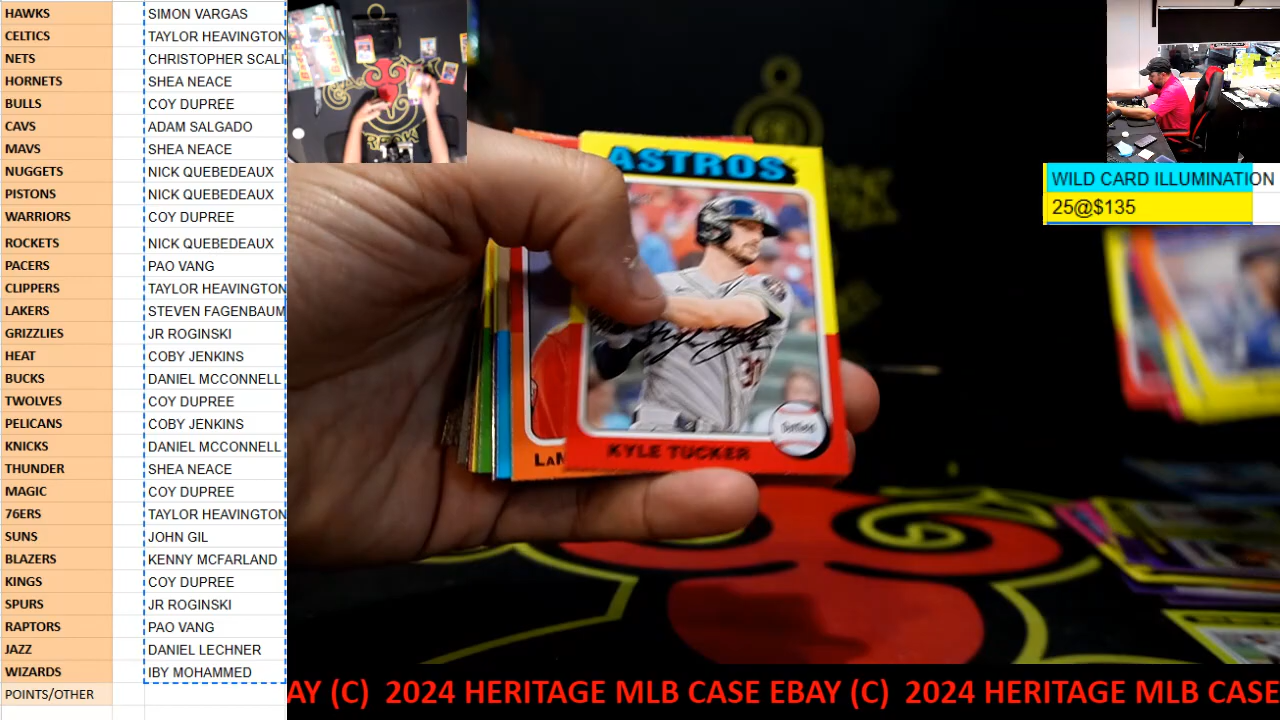 HAWKS SIMON VARGAS
CELTICS TAYLOR HEAVINGTON
NETS CHRISTOPHER SCALI
HORNETS SHEA NEACE
BULLS COY DUPREE
CAVS ADAM SALGADO
MAVS SHEA NEACE
NUGGETS NICK QUEBEDEAUX
PISTONS NICK QUEBEDEAUX
WARRIORS COY DUPREE
ROCKETS NICK QUEBEDEAUX
PACERS PAO VANG
CLIPPERS TAYLOR HEAVINGTON
LAKERS STEVEN FAGENBAUM
GRIZZLIES JR ROGINSKI
HEAT COBY JENKINS
BUCKS DANIEL MCCONNELL
TWOLVES COY DUPREE
PELICANS COBY JENKINS
KNICKS DANIEL MCCONNELL
THUNDER SHEA NEACE
MAGIC COY DUPREE
76ERS TAYLOR HEAVINGTON
SUNS JOHN GIL
BLAZERS KENNY MCFARLAND
KINGS COY DUPREE
SPURS JR ROGINSKI
RAPTORS PAO VANG
JAZZ DANIEL LECHNER
WIZARDS IBY MOHAMMED
POINTS/OTHER
WILD CARD ILLUMINATION
25@$135
ASTROS
30
KYLE TUCKER
LAM
AY (C) 2024 HERITAGE MLB CASE EBAY (C) 2024 HERITAGE MLB CASE